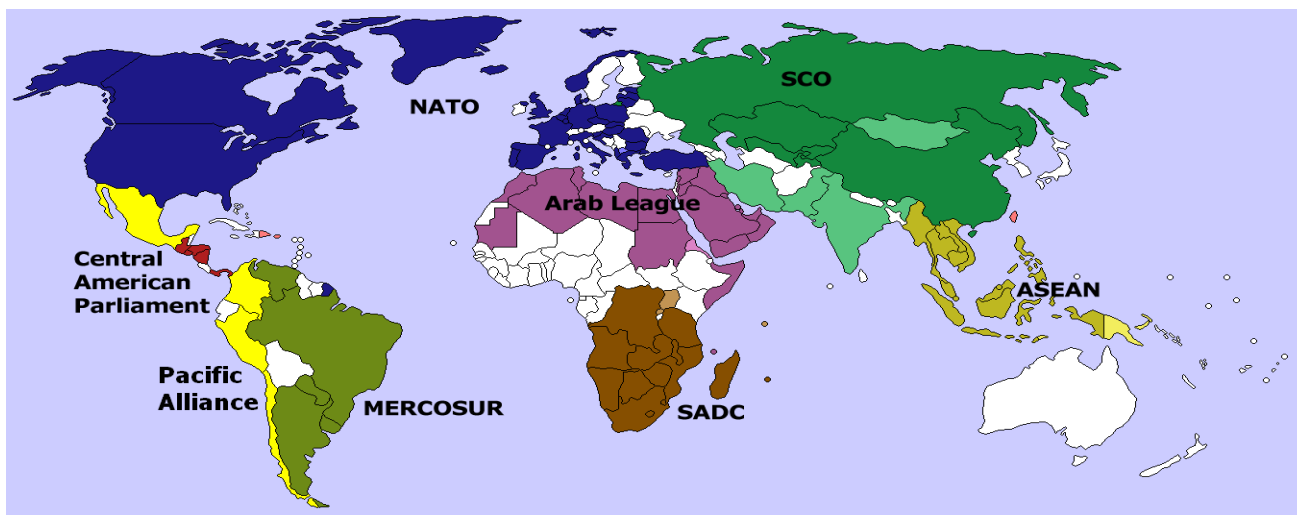 SCO
NATO
Arab League
Central
American
Parliament
ASEAN
Pacific
Alliance
MERCOSUR
SADC